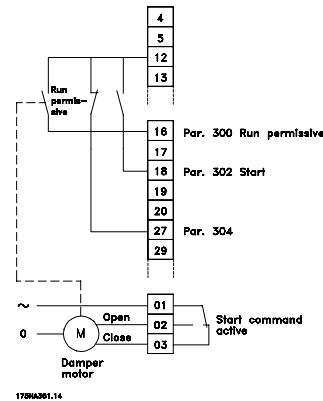 4
5
12
13
Run
permis-
sive
16 Par. 300 Run permissive
17
18 Par. 302 Start
19
20
27 Par. 304
29
~
01
Open
02
Start command
active
0
M
Close
03
Damper
motor
175HA361.14